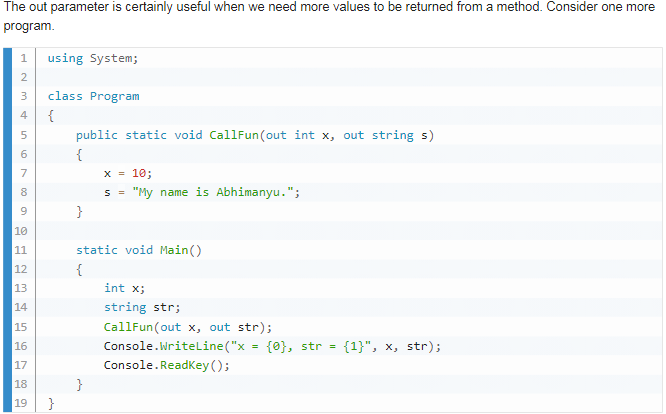 The out parameter is certainly useful when we need more values to be returned from a method. Consider one more
program.
1 using System;
2
3 class Program
4 {
5     public static void CallFun(out int x, out string s)
6     {
7         x = 10;
8         s = "My name is Abhimanyu.";
9     }
10
11     static void Main()
12     {
13         int x;
14         string str;
15         CallFun(out x, out str);
16         Console.WriteLine("x = {0}, str = {1}", x, str);
17         Console.ReadKey();
18     }
19 }